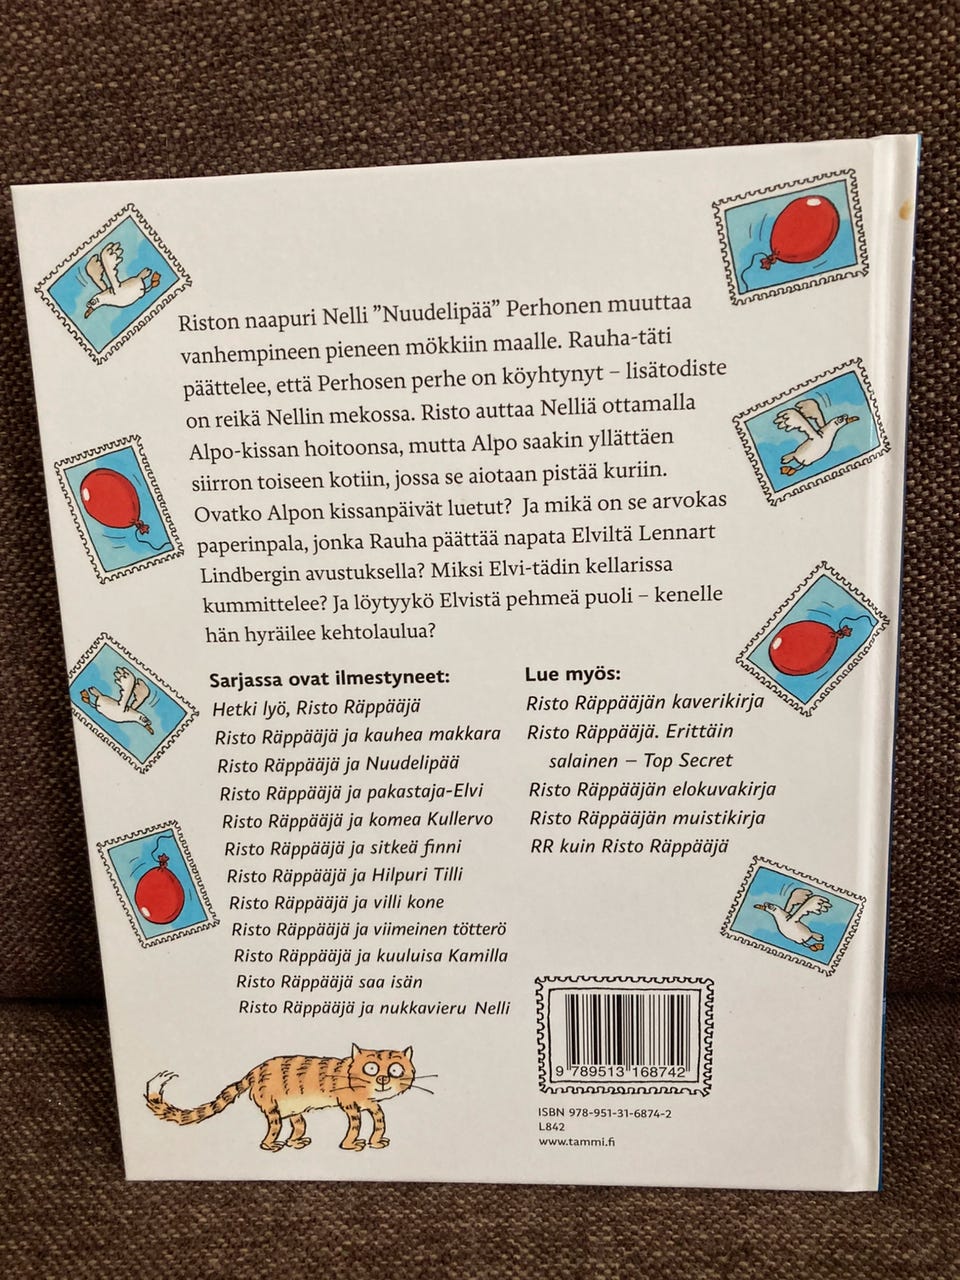 Riston naapuri Nelli ”Nuudelipää” Perhonen muuttaa
vanhempineen pieneen mökkiin maalle. Rauha-täti
päättelee, että Perhosen perhe on köyhtynyt – lisätodiste
on reikä Nellin mekossa. Risto auttaa Nelliä ottamalla
Alpo-kissan hoitoonsa, mutta Alpo saakin yllättäen
siirron toiseen kotiin, jossa se aiotaan pistää kuriin.
Ovatko Alpon kissanpäivät luetut? Ja mikä on se arvokas
paperinpala, jonka Rauha päättää napata Elviltä Lennart
Lindbergin avustuksella? Miksi Elvi-tädin kellarissa
kummittelee? Ja löytyykö Elvistä pehmeä puoli – kenelle
hän hyräilee kehtolaulua?
Sarjassa ovat ilmestyneet:
Hetki lyö, Risto Räppääjä
Risto Räppääjä ja kauhea makkara
Risto Räppääjä ja Nuudelipää
Risto Räppääjä ja pakastaja-Elvi
Risto Räppääjä ja komea Kullervo
Risto Räppääjä ja sitkeä finni
Risto Räppääjä ja Hilpuri Tilli
Risto Räppääjä ja villi kone
Risto Räppääjä ja viimeinen tötterö
Risto Räppääjä ja kuuluisa Kamilla
Risto Räppääjä saa isän
Risto Räppääjä ja nukkavieru Nelli
Lue myös:
Risto Räppääjän kaverikirja
Risto Räppääjä. Erittäin
salainen – Top Secret
Risto Räppääjän elokuvakirja
Risto Räppääjän muistikirja
RR kuin Risto Räppääjä
9 789513 168742
ISBN 978-951-31-6874-2
L842
www.tammi.fi